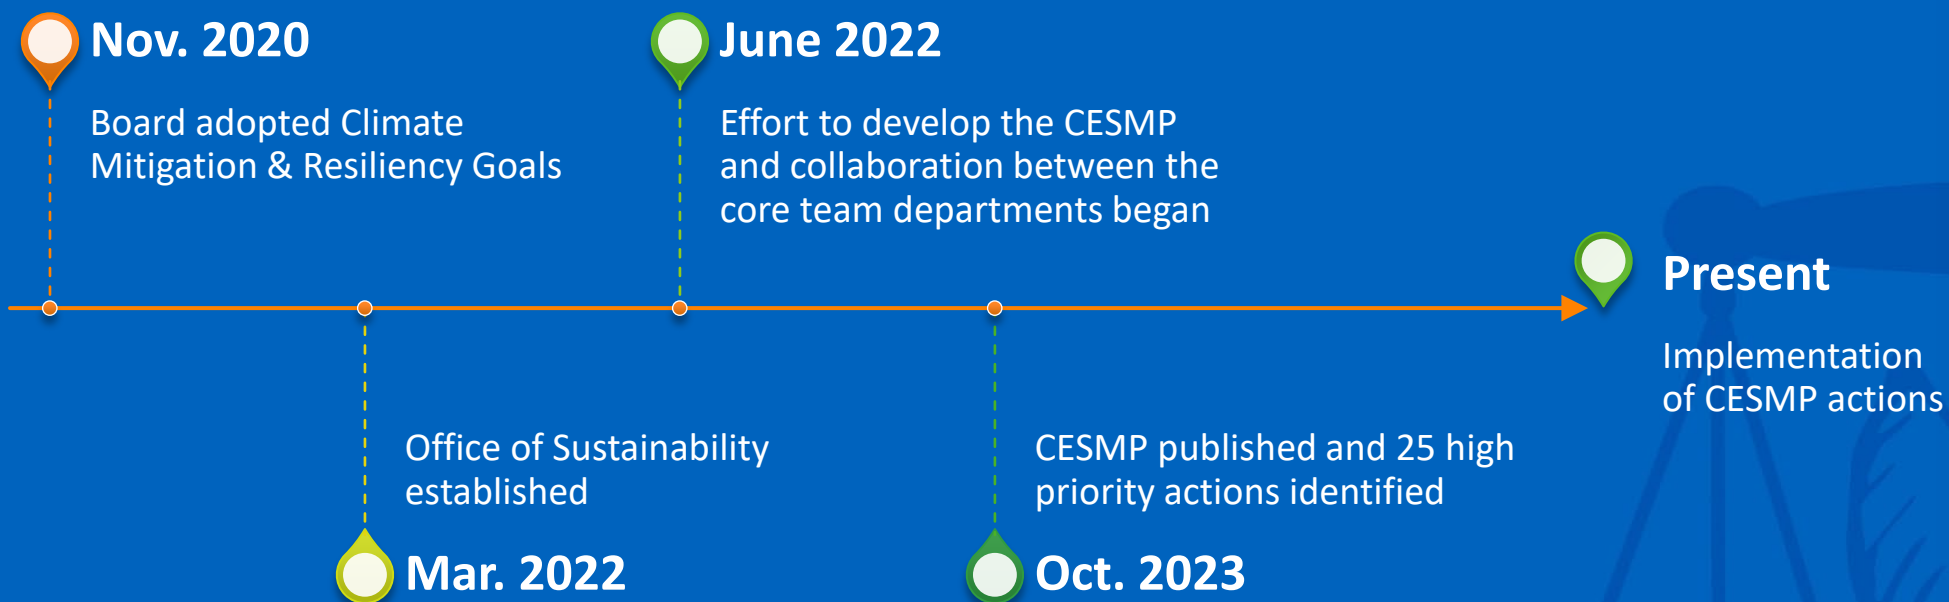 Nov. 2020
Board adopted Climate
Mitigation & Resiliency Goals
Mar. 2022
Office of Sustainability
established
June 2022
Effort to develop the CESMP
and collaboration between the
core team departments began
Oct. 2023
CESMP published and 25 high
priority actions identified
Present
Implementation
of CESMP actions